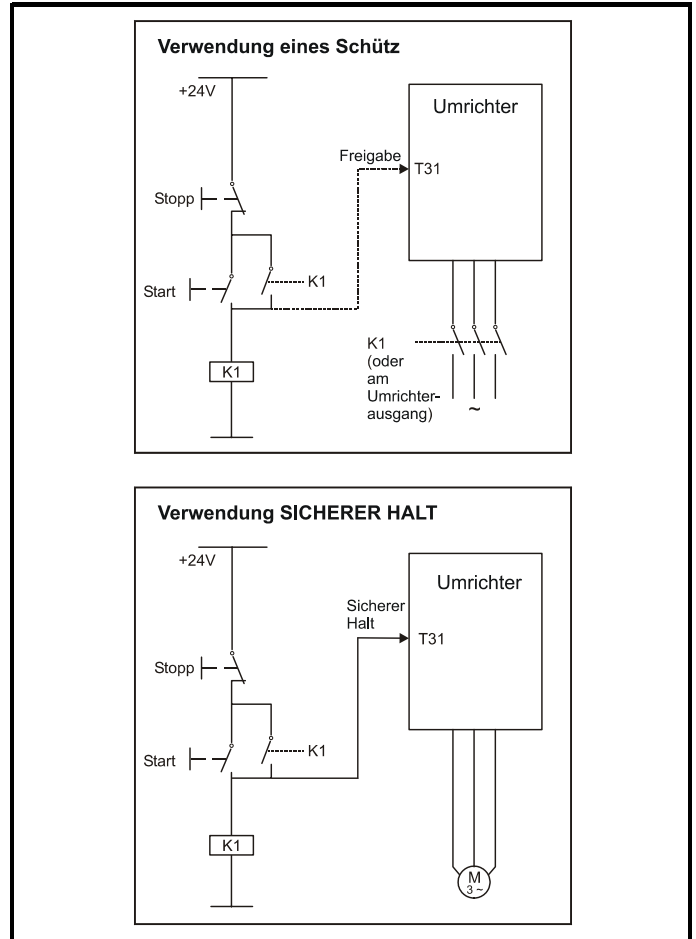 Verwendung eines Schütz
+24V
Umrichter
Freigabe
T31
Stopp
K1
Start
K1
K1
(oder
am
Umrichter-
ausgang)
~
Verwendung SICHERER HALT
+24V
Umrichter
Sicherer
Halt
T31
Stopp
K1
Start
K1
M
3 ~